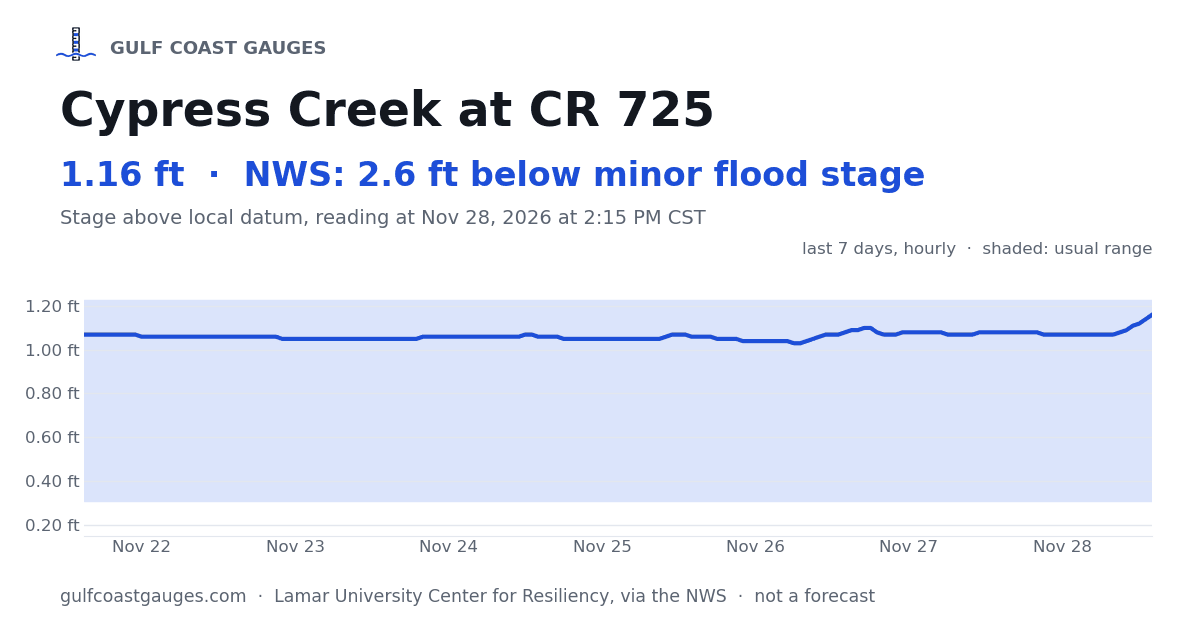 GULF COAST GAUGES
Cypress Creek at CR 725
1.16 ft · NWS: 2.6 ft below minor flood stage
Stage above local datum, reading at Nov 28, 2026 at 2:15 PM CST
last 7 days, hourly · shaded: usual range
1.20 ft
1.00 ft
0.80 ft
0.60 ft
0.40 ft
0.20 ft
Nov 22 Nov 23 Nov 24 Nov 25 Nov 26 Nov 27 Nov 28
gulfcoastgauges.com · Lamar University Center for Resiliency, via the NWS · not a forecast